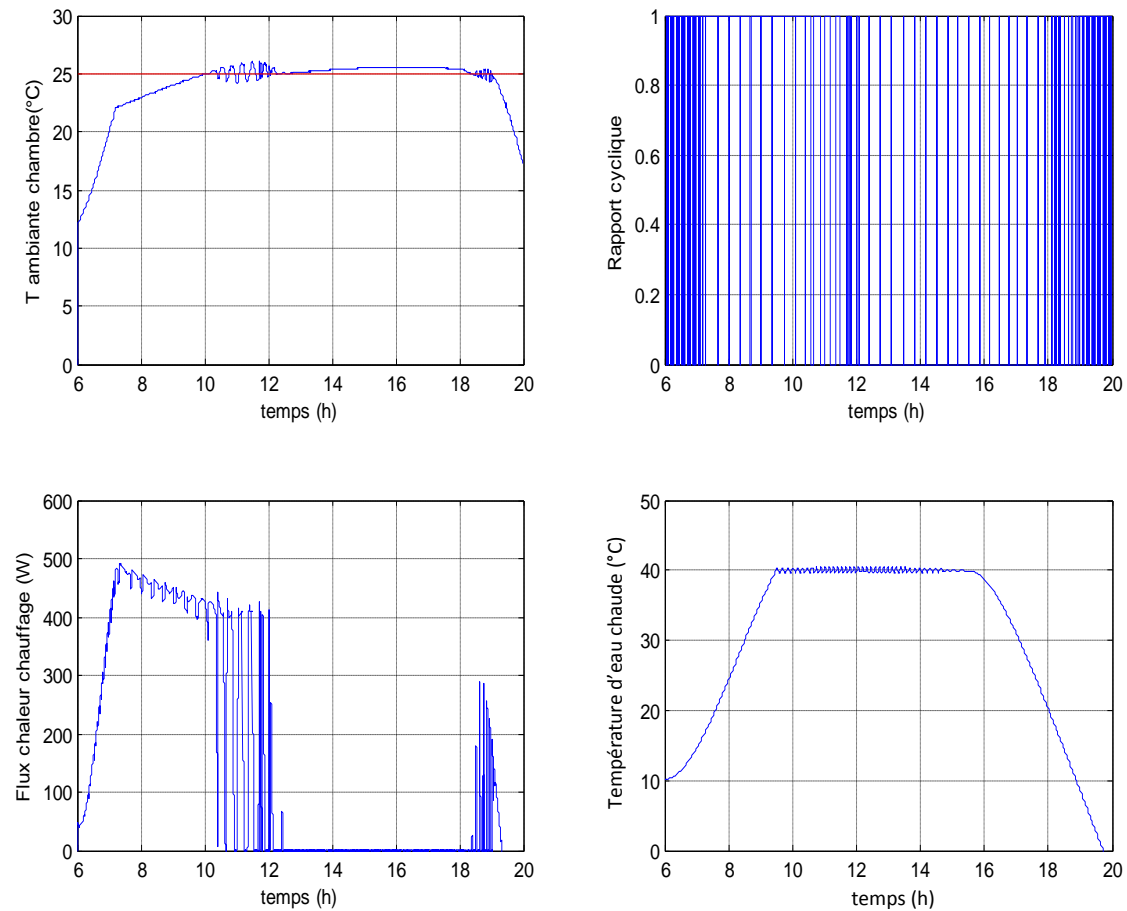 T ambiante chambre(°C)
30
25
20
15
10
5
0
6 8 10 12 14 16 18 20
temps (h)
Rapport cyclique
1
0.8
0.6
0.4
0.2
0
6 8 10 12 14 16 18 20
temps (h)
Flux chaleur chauffage (W)
600
500
400
300
200
100
0
6 8 10 12 14 16 18 20
temps (h)
Température d'eau chaude (°C)
50
40
30
20
10
0
6 8 10 12 14 16 18 20
temps (h)